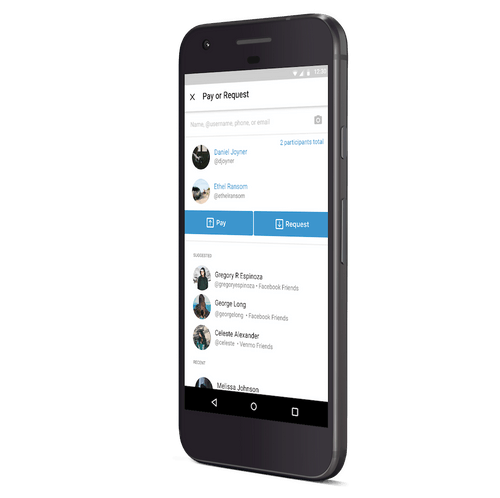 12:30
Pay or Request
Name, @username, phone, or email
2 participants total
Daniel Joyner
@djoyner
Ethel Ransom
@ethelransom
Pay
Request
SUGGESTED
Gregory R Espinoza
@gregoryespinoza • Facebook Friends
George Long
@georgelong • Facebook Friends
Celeste Alexander
@celeste • Venmo Friends
RECENT
Melissa Johnson